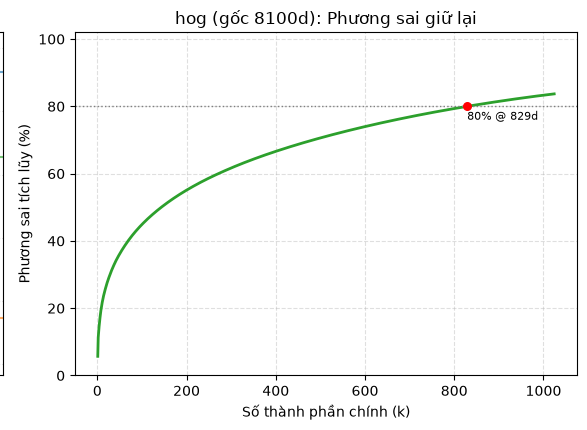 hog (gốc 8100d): Phương sai giữ lại
100
80
60
40
20
0
Phương sai tích lũy (%)
80% @ 829d
0 200 400 600 800 1000
Số thành phần chính (k)